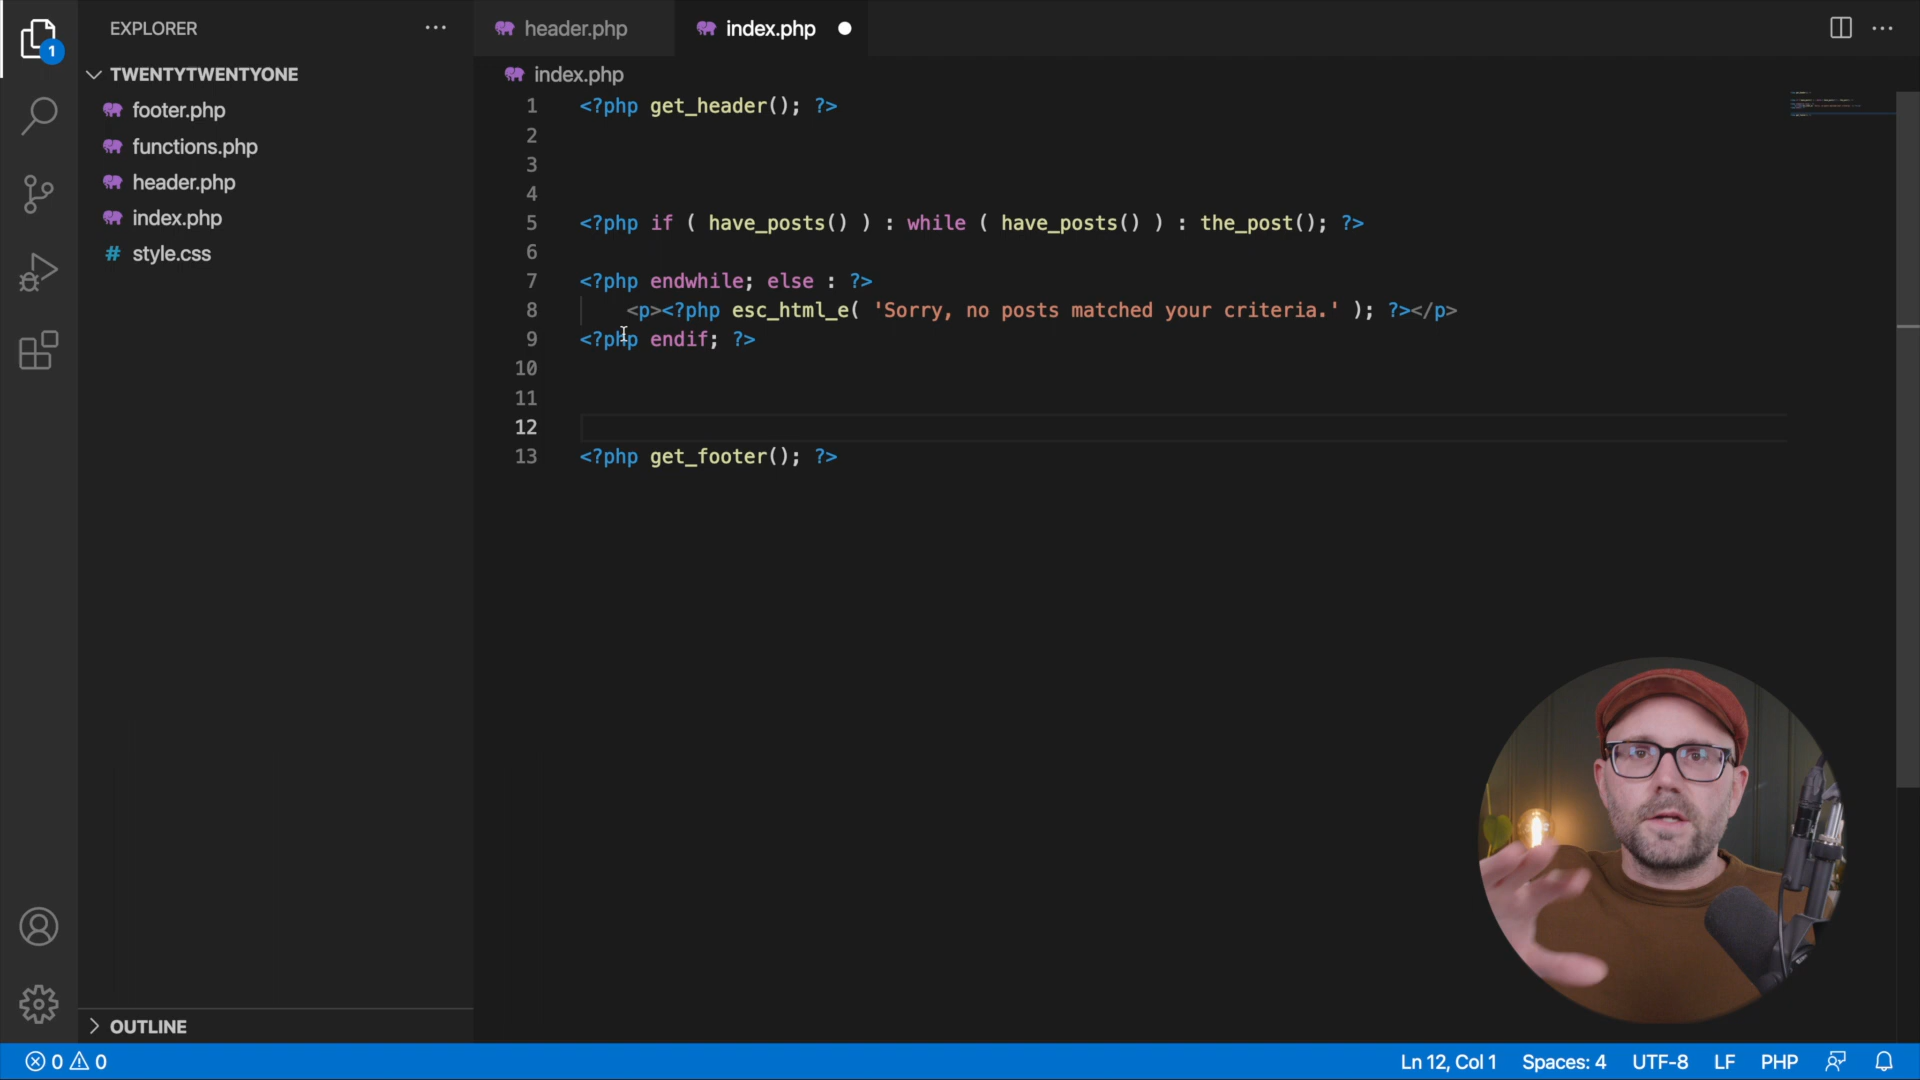 1
EXPLORER
TWENTYTWENTYONE
footer.php
functions.php
header.php
index.php
# style.css
OUTLINE
header.php
index.php
index.php
1 <?php get_header(); ?>
2
3
4
5 <?php if ( have_posts() ) : while ( have_posts() ) : the_post(); ?>
6
7 <?php endwhile; else : ?>
8 <p><?php esc_html_e( 'Sorry, no posts matched your criteria.' ); ?></p>
9 <?php endif; ?>
10
11
12
13 <?php get_footer(); ?>
0 0
Ln 12, Col 1 Spaces: 4 UTF-8 LF PHP